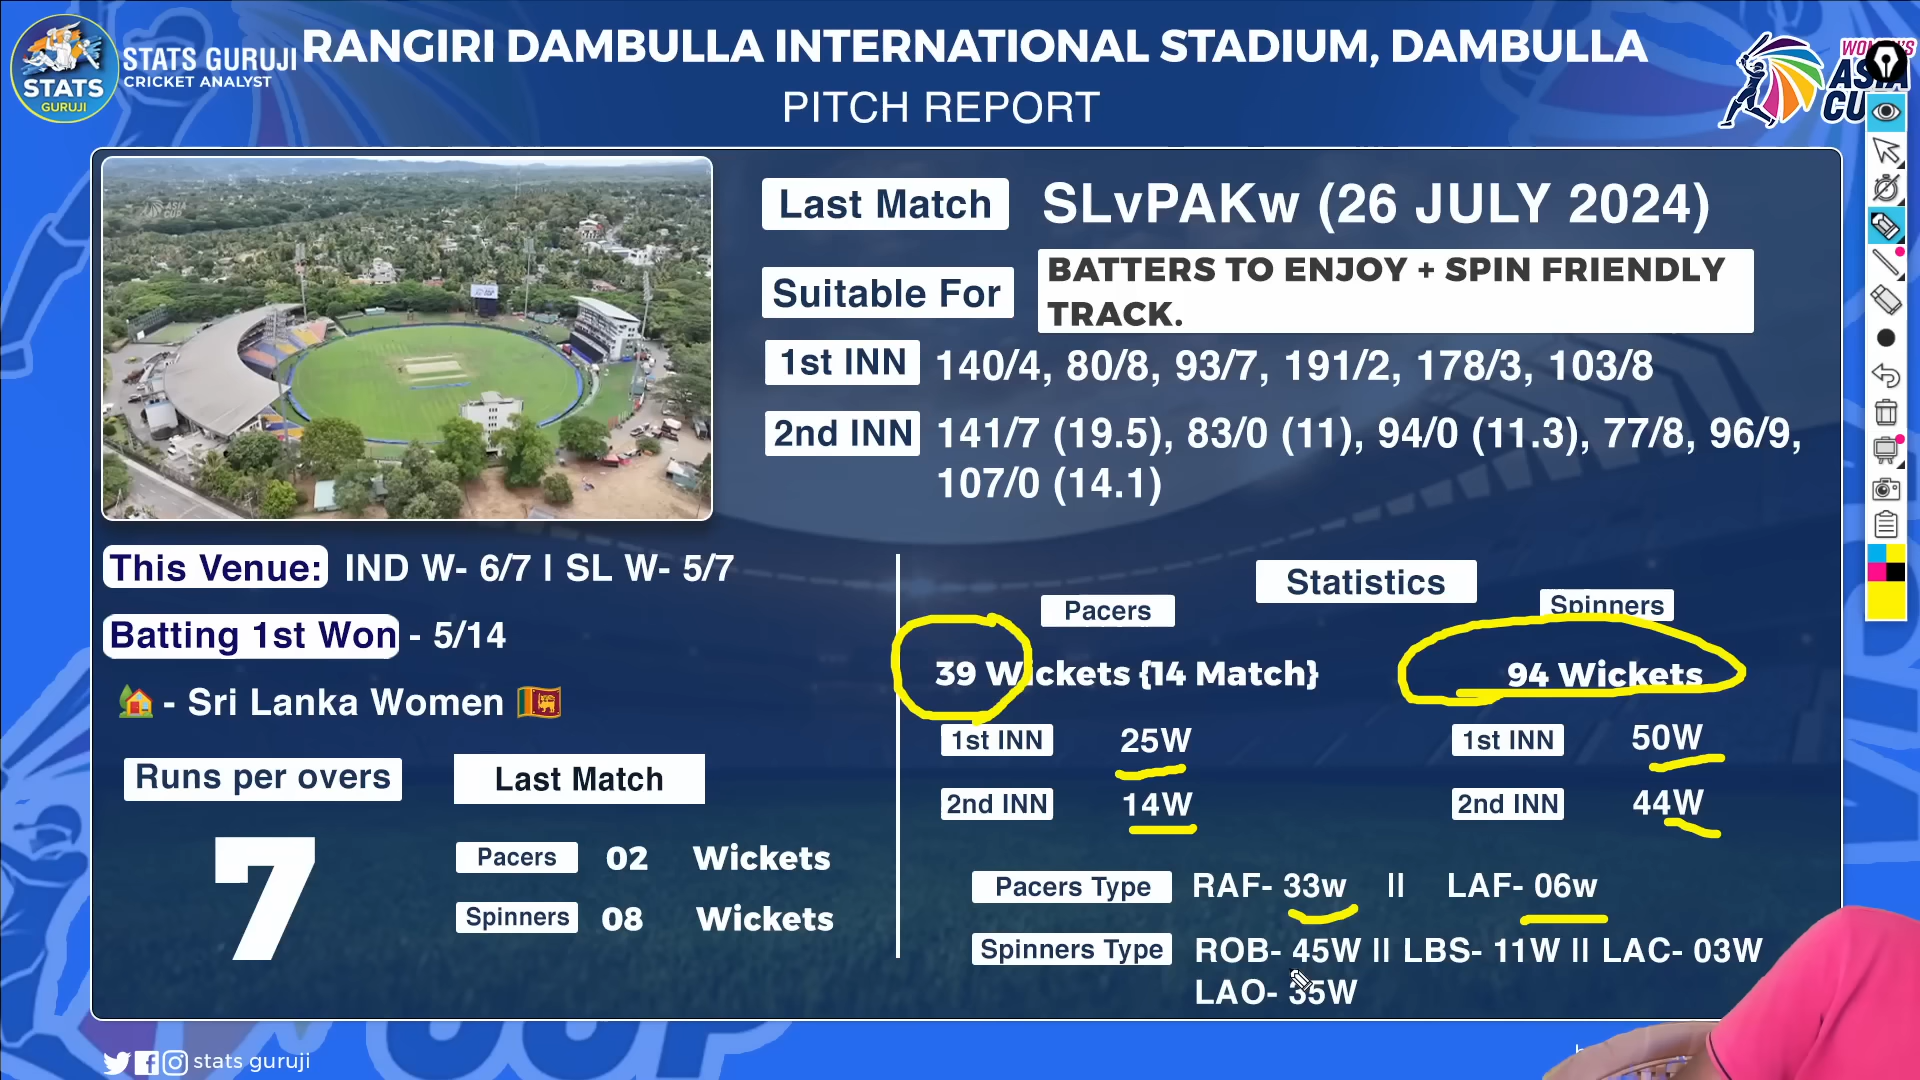 STATS GURUJI
CRICKET ANALYST
STATS
GURUJI
RANGIRI DAMBULLA INTERNATIONAL STADIUM, DAMBULLA
PITCH REPORT
ASIA
CUP
Last Match SLvPAKw (26 JULY 2024)
Suitable For BATTERS TO ENJOY + SPIN FRIENDLY
TRACK.
1st INN 140/4, 80/8, 93/7, 191/2, 178/3, 103/8
2nd INN 141/7 (19.5), 83/0 (11), 94/0 (11.3), 77/8, 96/9,
107/0 (14.1)
This Venue: IND W- 6/7 I SL W- 5/7
Batting 1st Won - 5/14
- Sri Lanka Women
Runs per overs
7
Last Match
Pacers 02 Wickets
Spinners 08 Wickets
Statistics
Pacers Spinners
39 Wickets {14 Match} 94 Wickets
1st INN 25W 1st INN 50W
2nd INN 14W 2nd INN 44W
Pacers Type RAF- 33w II LAF- 06w
Spinners Type ROB- 45W II LBS- 11W II LAC- 03W
LAO- 35W
stats guruji